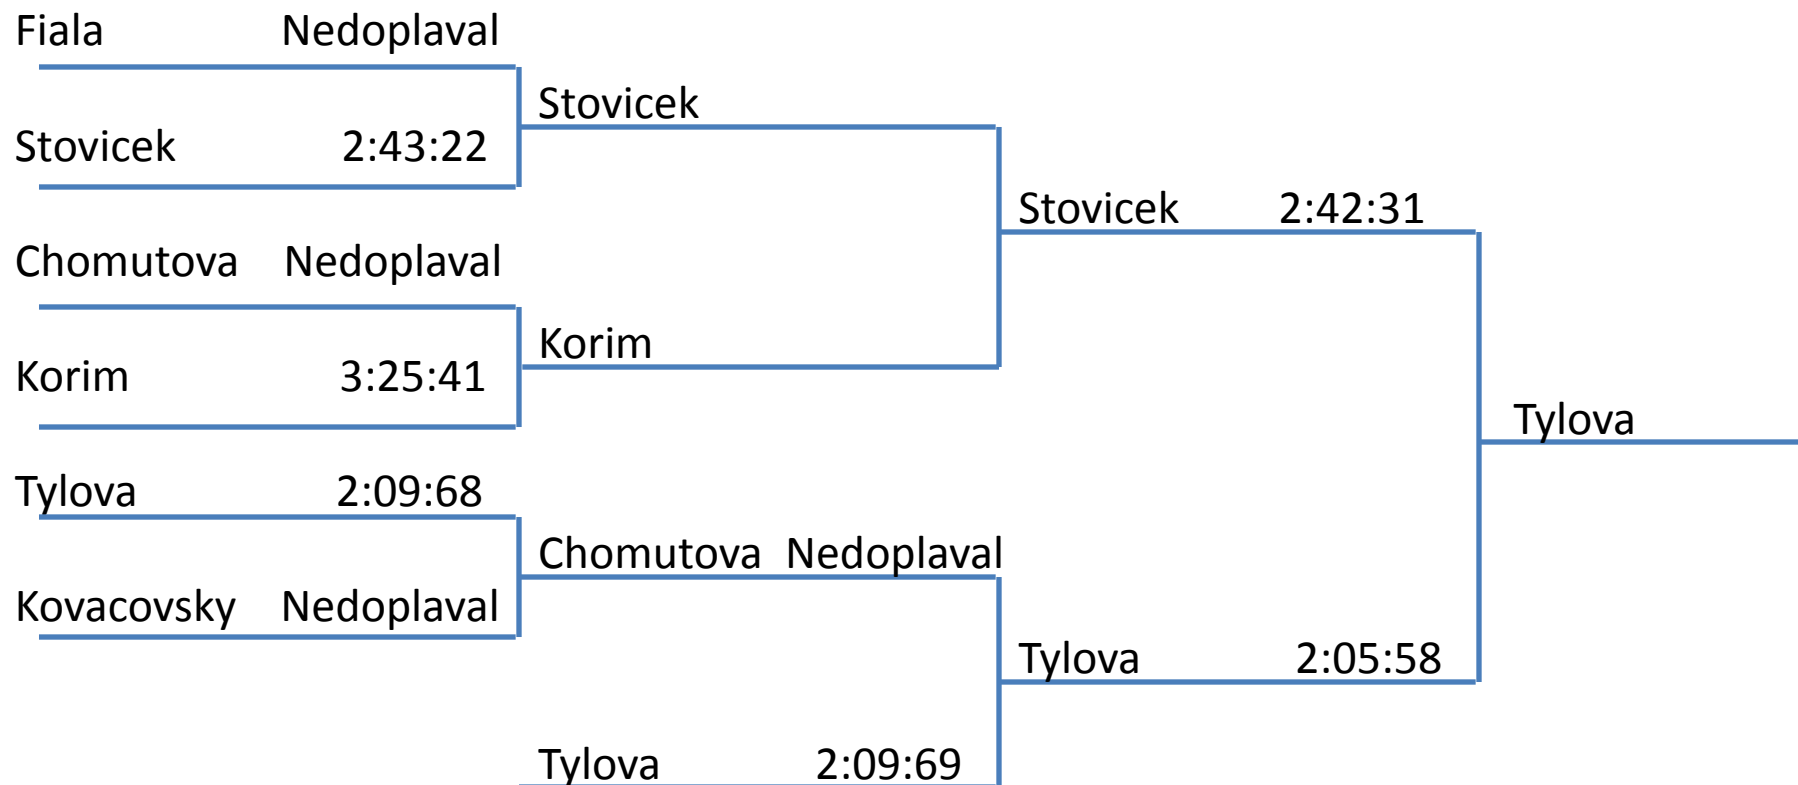 Fiala Nedoplaval
Stovicek 2:43:22
Chomutova Nedoplaval
Korim 3:25:41
Tylova 2:09:68
Kovacovsky Nedoplaval
Stovicek
Korim
Chomutova Nedoplaval
Tylova 2:09:69
Stovicek 2:42:31
Tylova 2:05:58
Tylova